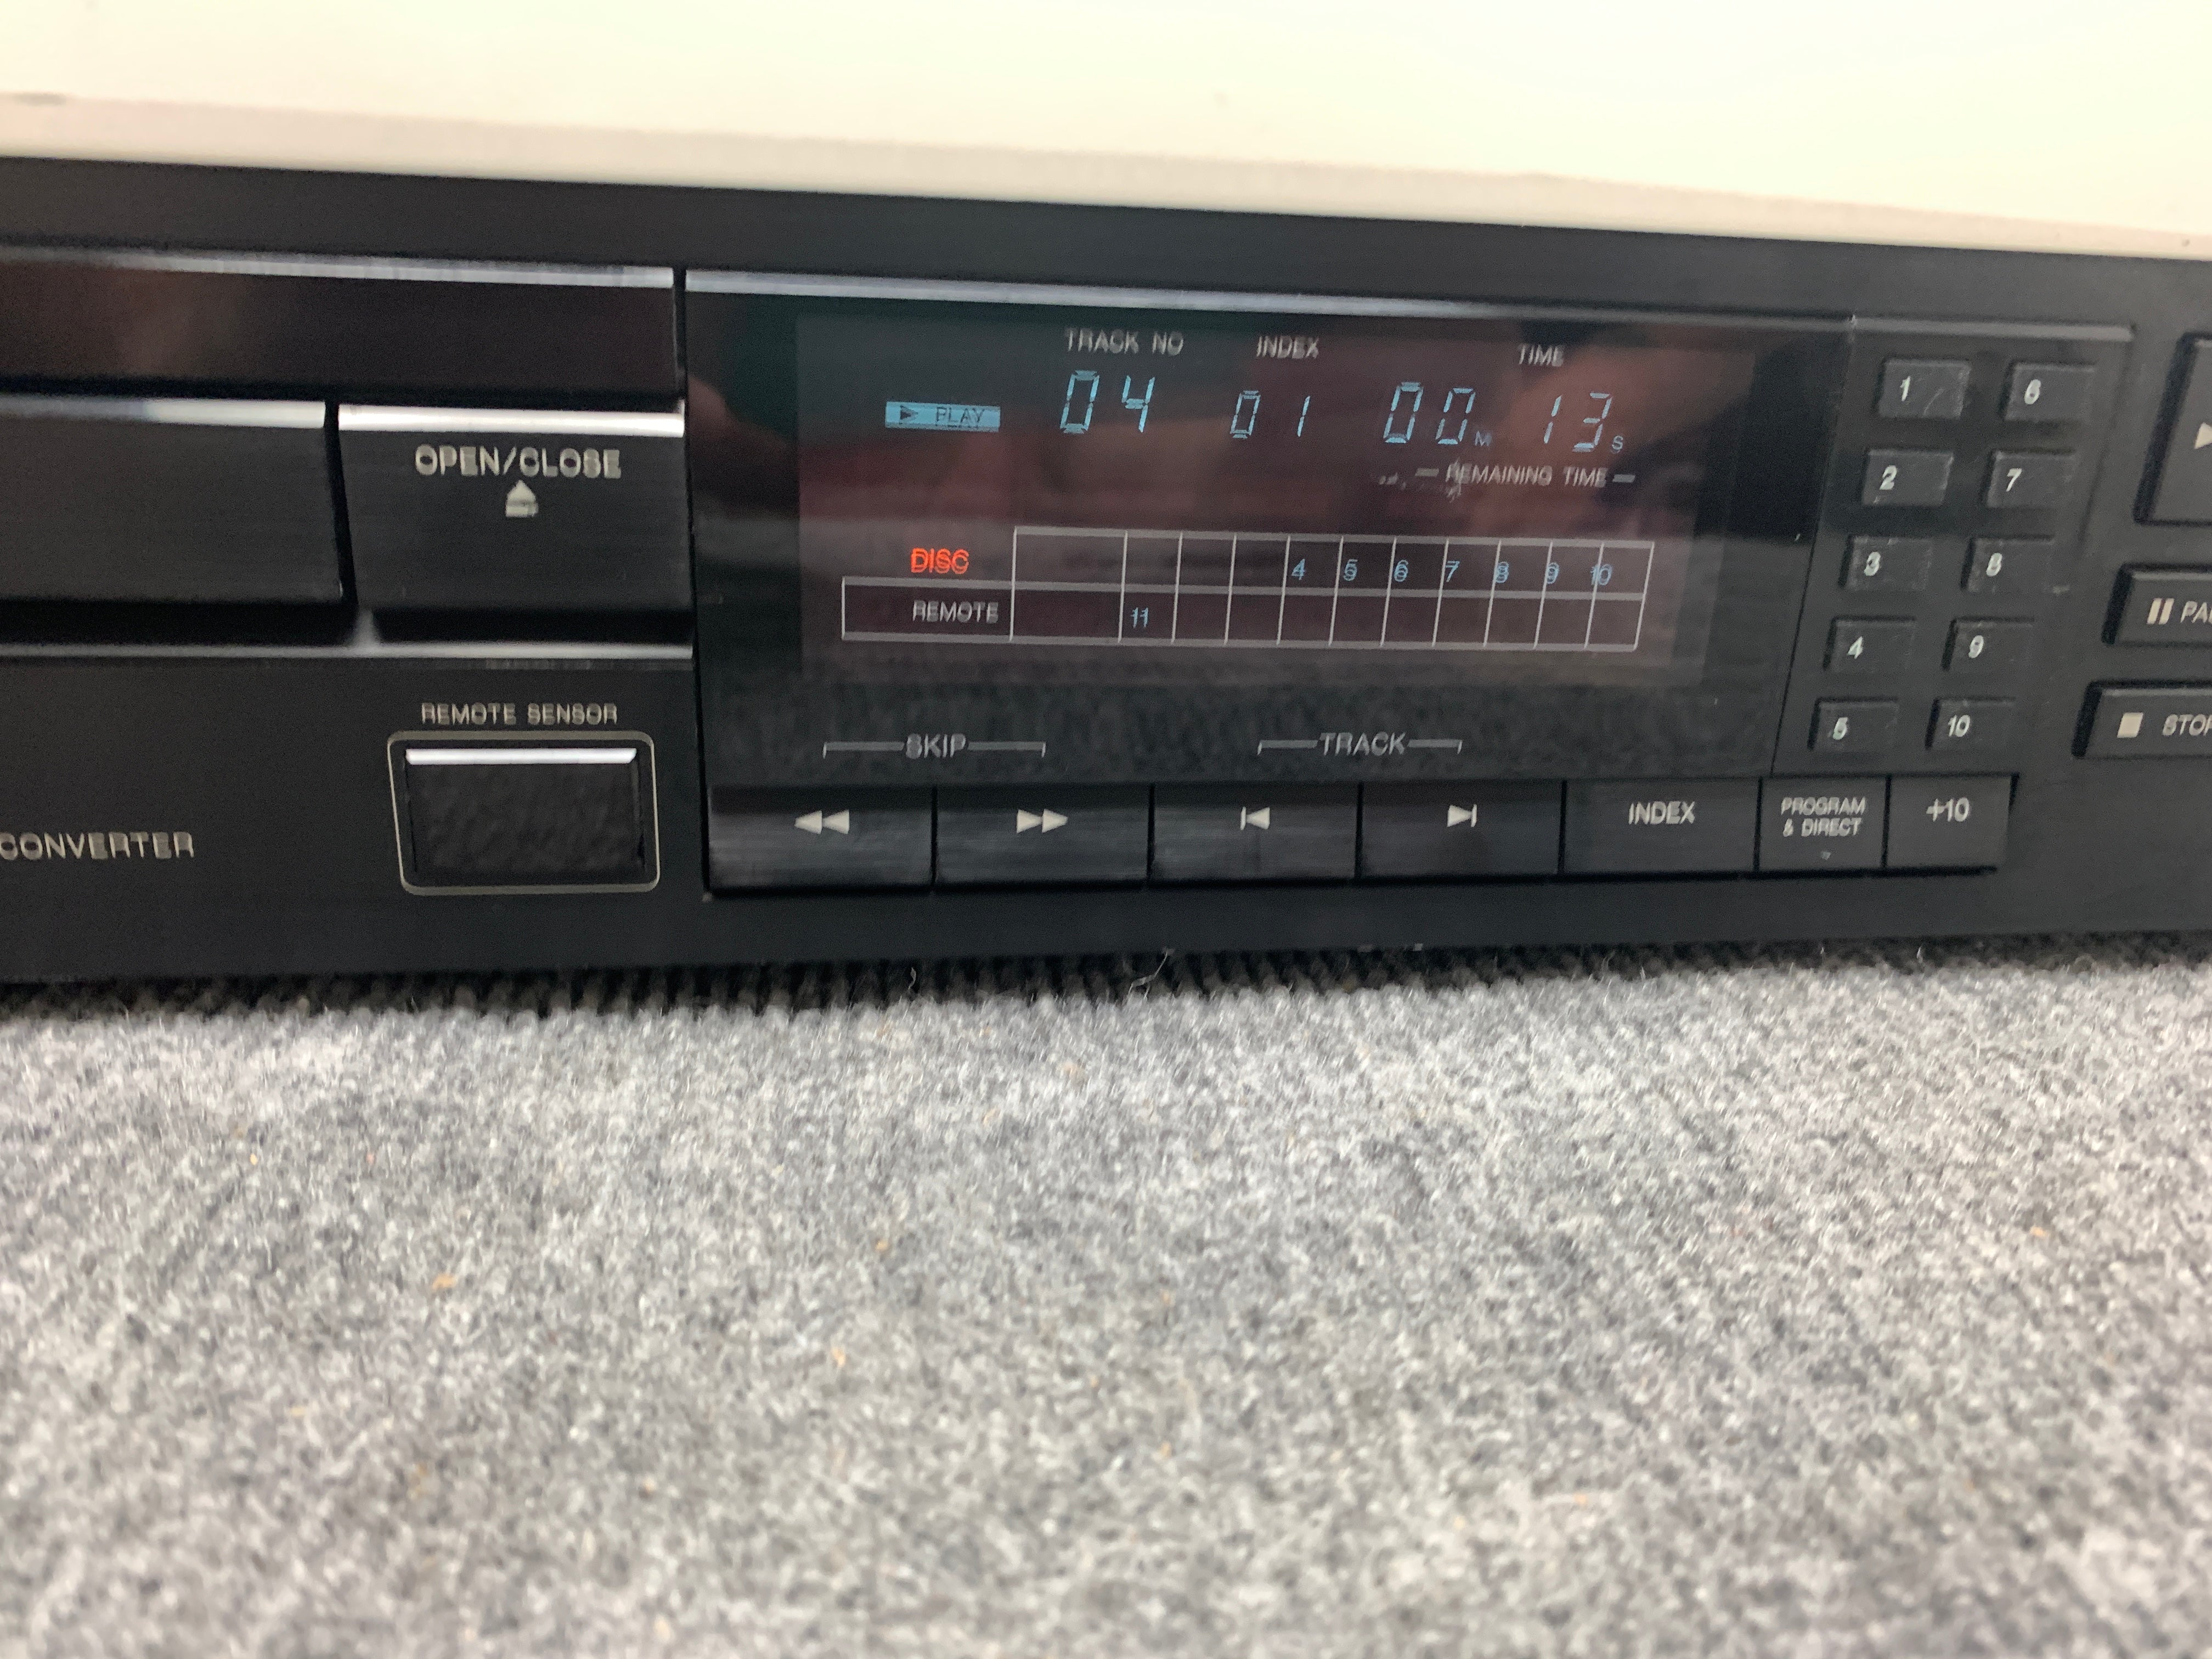 OPEN/CLOSE
REMOTE SENSOR
CONVERTER
TRACK NO INDEX TIME
PLAY 04 01 00 M 13 S
REMAINING TIME
DISC 4 5 6 7 8 9 10
REMOTE 11
SKIP TRACK
INDEX
PROGRAM
& DIRECT
+10
1 6
2 7
3 8
4 9
5 10
PA
STOP